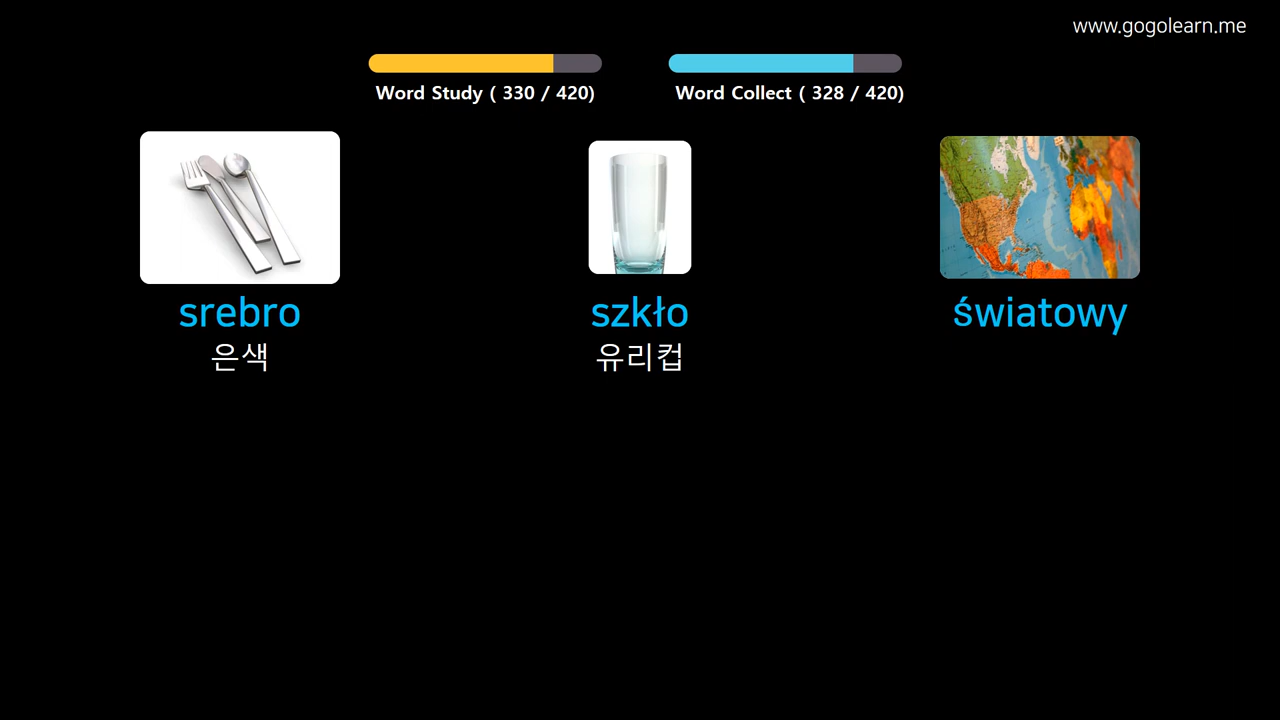 www.gogolearn.me
Word Study ( 330 / 420)
Word Collect ( 328 / 420)
srebro
은색
szkło
유리컵
światowy